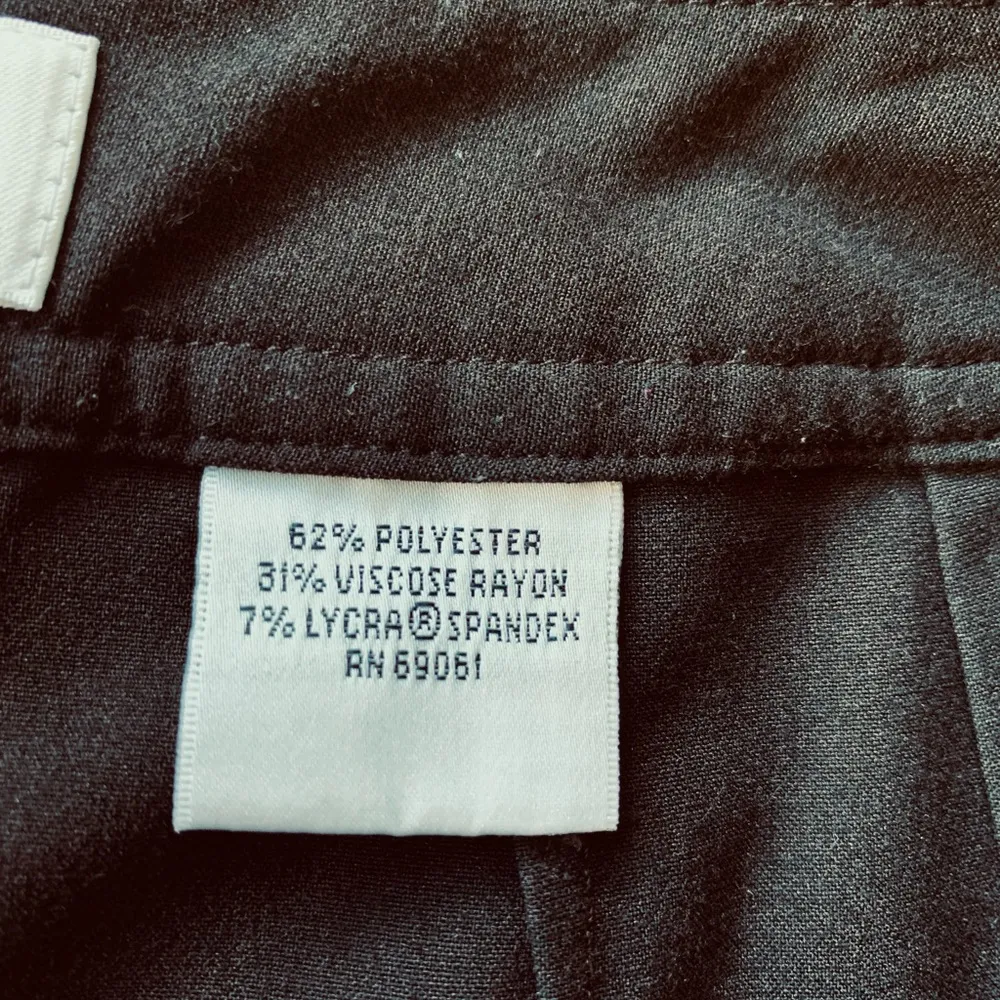 62% POLYESTER
31% VISCOSE RAYON
7% LYCRA® SPANDEX
RN 69061